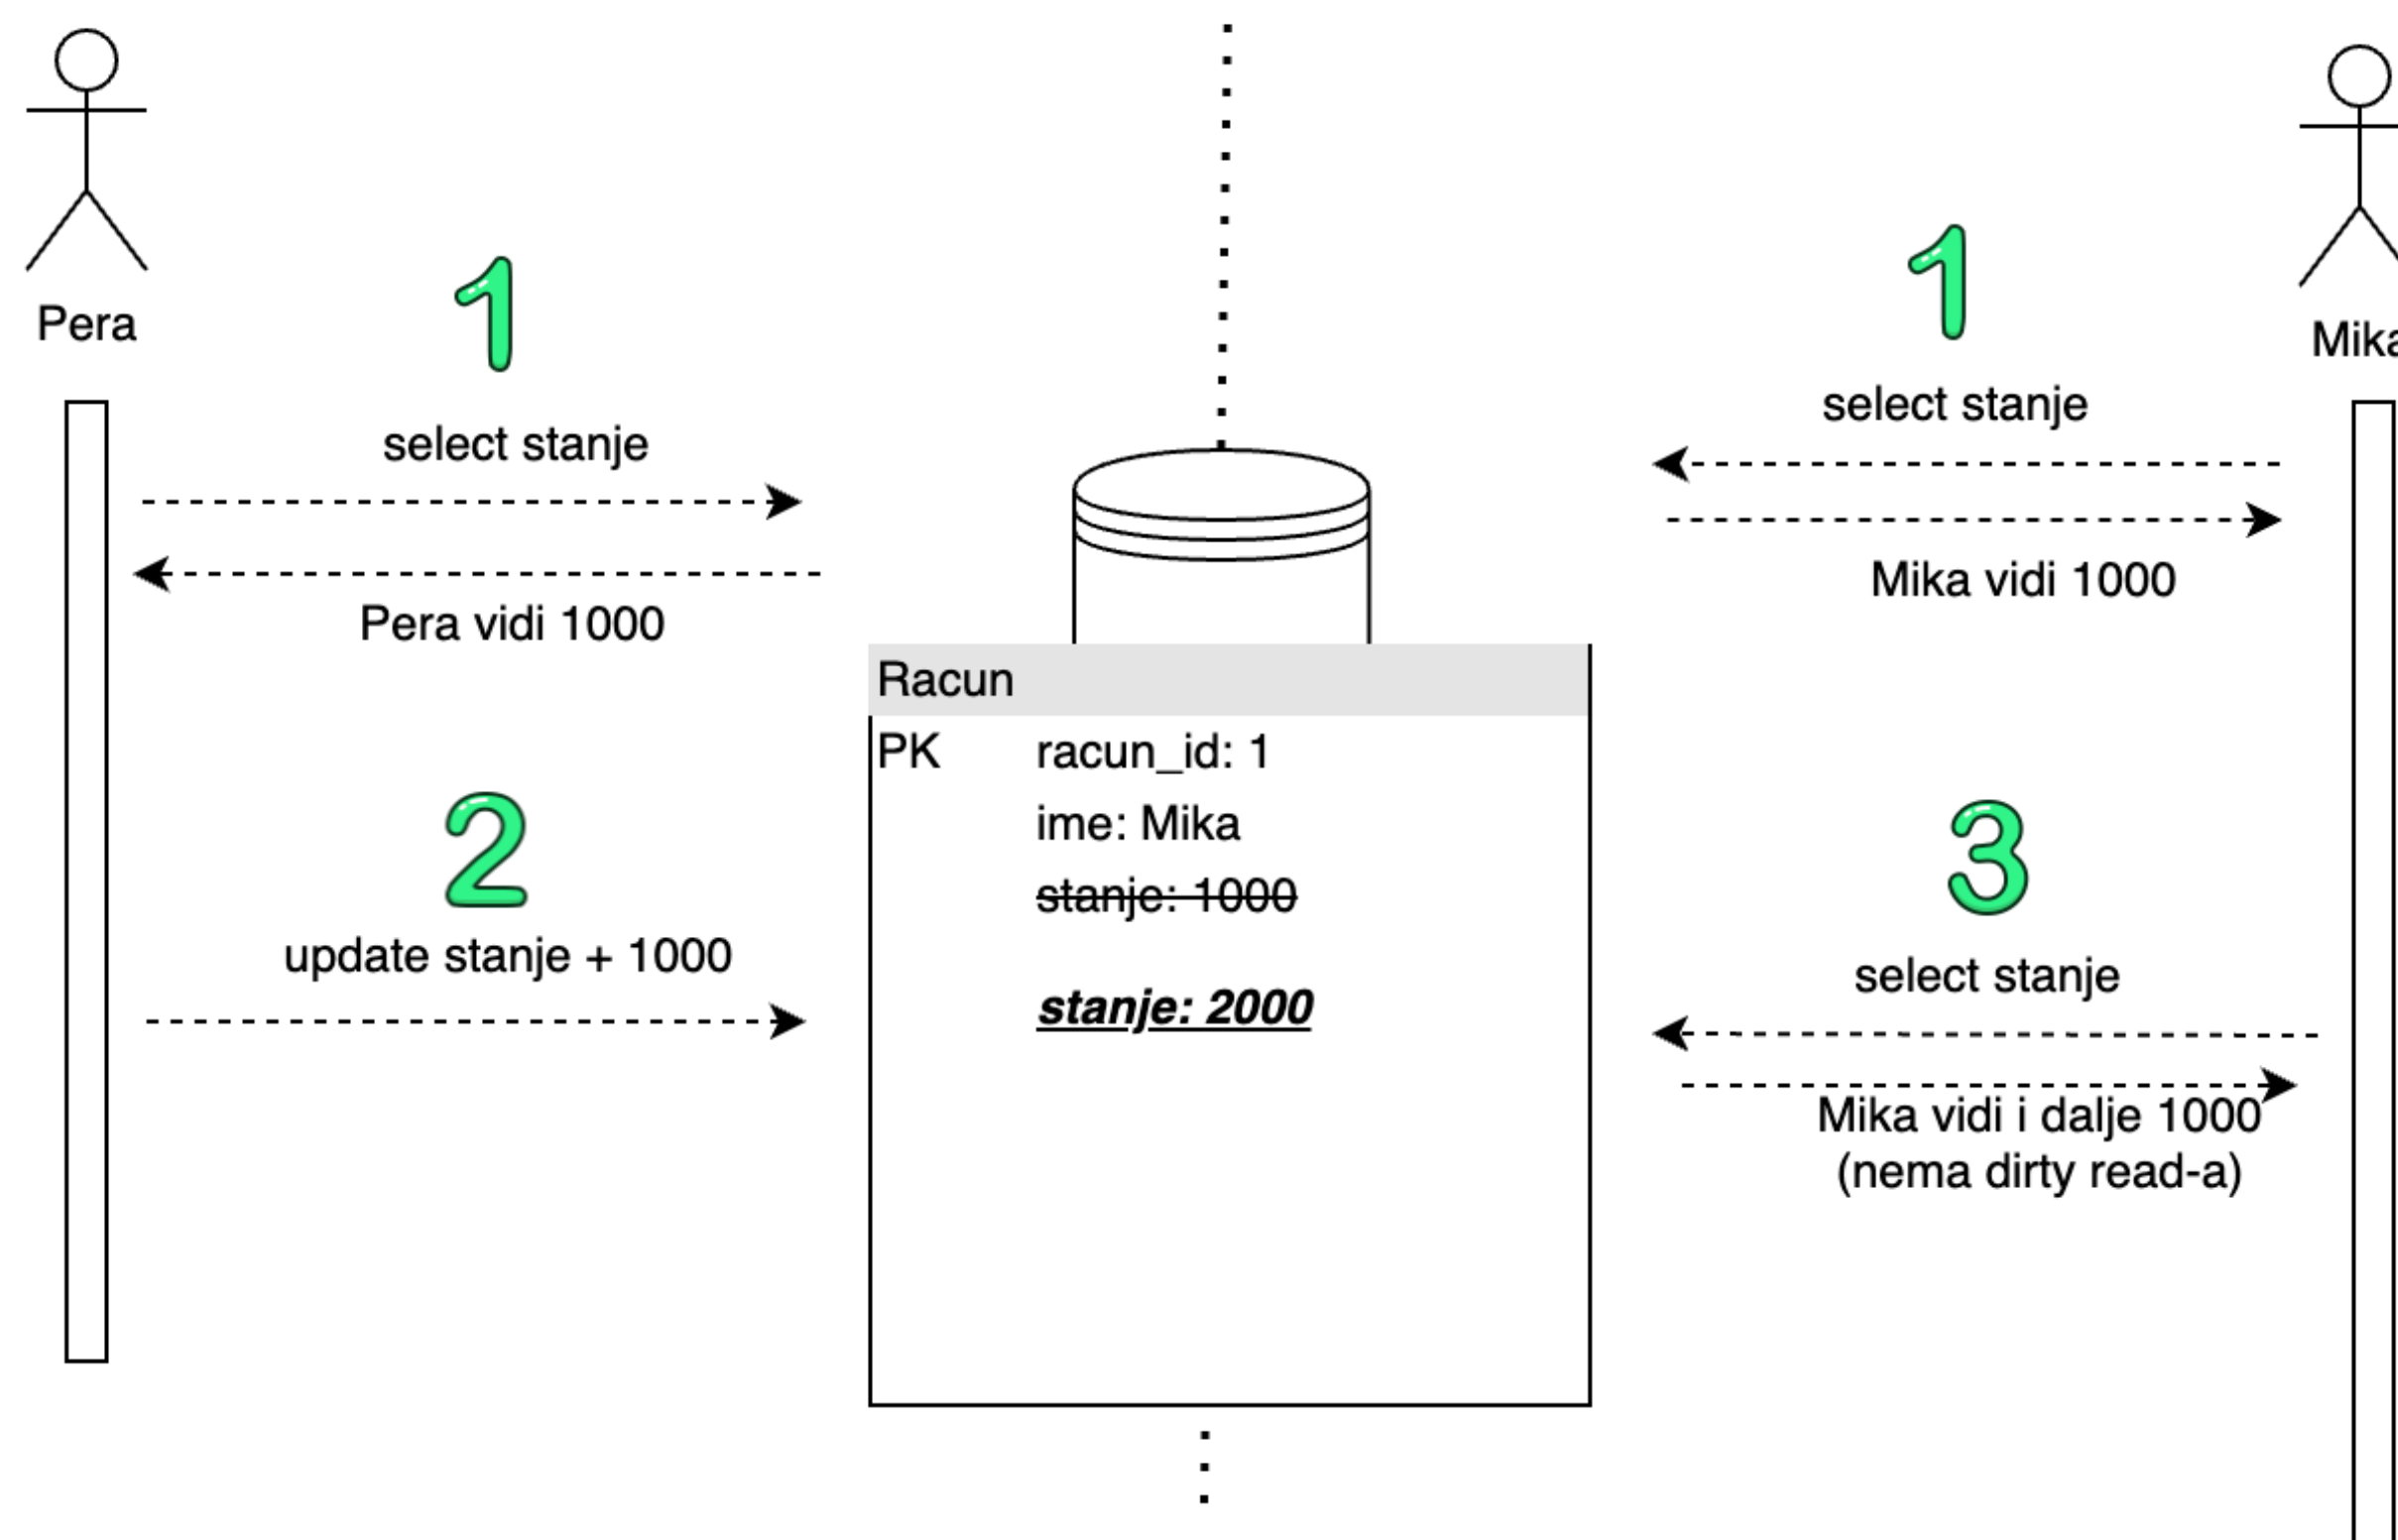 Pera
1
select stanje
Pera vidi 1000
2
update stanje + 1000
Racun
PK racun_id: 1
ime: Mika
stanje: 1000
stanje: 2000
1
Mika
select stanje
Mika vidi 1000
3
select stanje
Mika vidi i dalje 1000
(nema dirty read-a)